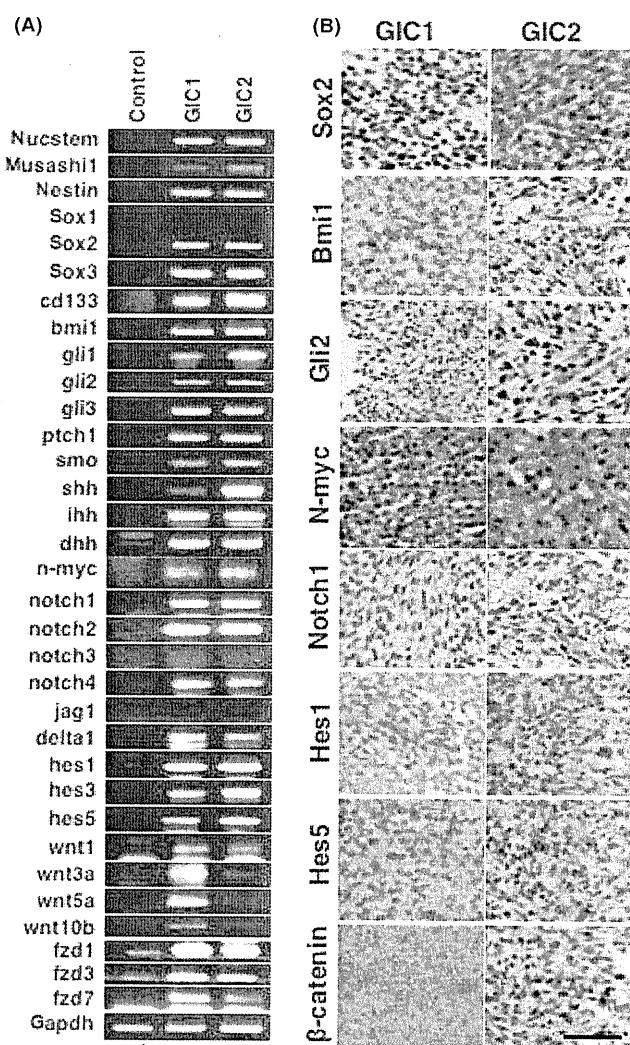 (A)
Control
GIC1
GIC2
Nucstem
Musashi1
Nestin
Sox1
Sox2
Sox3
cd133
bmi1
gli1
gli2
gli3
ptch1
smo
shh
ihh
dhh
n-myc
notch1
notch2
notch3
notch4
jag1
delta1
hes1
hes3
hes5
wnt1
wnt3a
wnt5a
wnt10b
fzd1
fzd3
fzd7
Gapdh
(B)
GIC1
GIC2
Sox2
Bmi1
Gli2
N-myc
Notch1
Hes1
Hes5
β-catenin